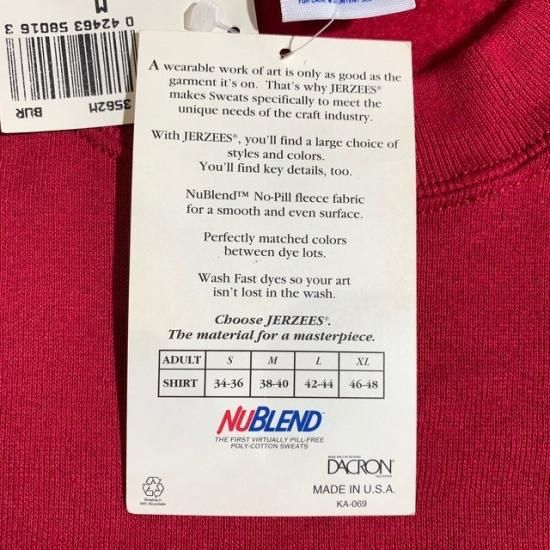 M
0 42463 58016 3
3562M
BUR
A wearable work of art is only as good as the
garment it's on. That's why JERZEES®
makes Sweats specifically to meet the
unique needs of the craft industry.
With JERZEES®, you'll find a large choice of
styles and colors.
You'll find key details, too.
NuBlend™ No-Pill fleece fabric
for a smooth and even surface.
Perfectly matched colors
between dye lots.
Wash Fast dyes so your art
isn't lost in the wash.
Choose JERZEES®.
The material for a masterpiece.
ADULT S M L XL
SHIRT 34-36 38-40 42-44 46-48
NUBLEND
THE FIRST VIRTUALLY PILL-FREE
POLY-COTTON SWEATS
DACRON®
MADE IN U.S.A.
KA-069